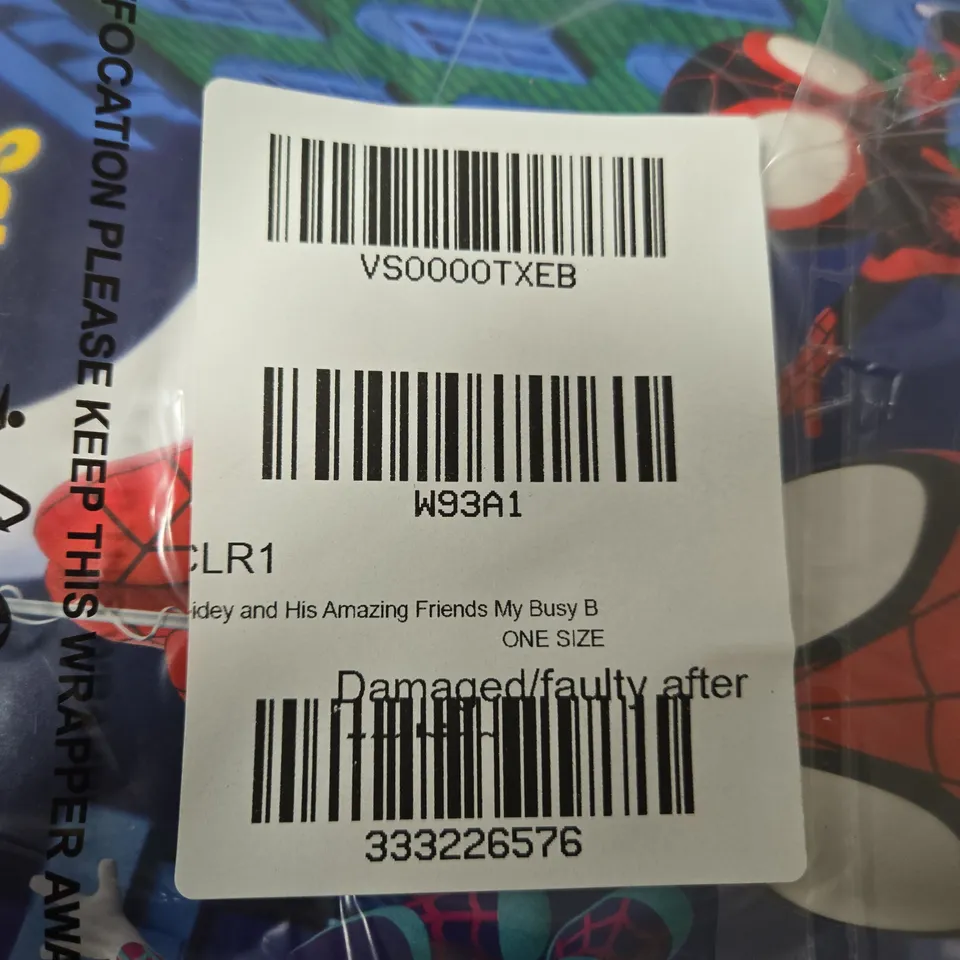 VS0000TXEB
W93A1
CLR1
idey and His Amazing Friends My Busy B
ONE SIZE
Damaged/faulty after
333226576
FOCATION PLEASE KEEP THIS WRAPPER AWA